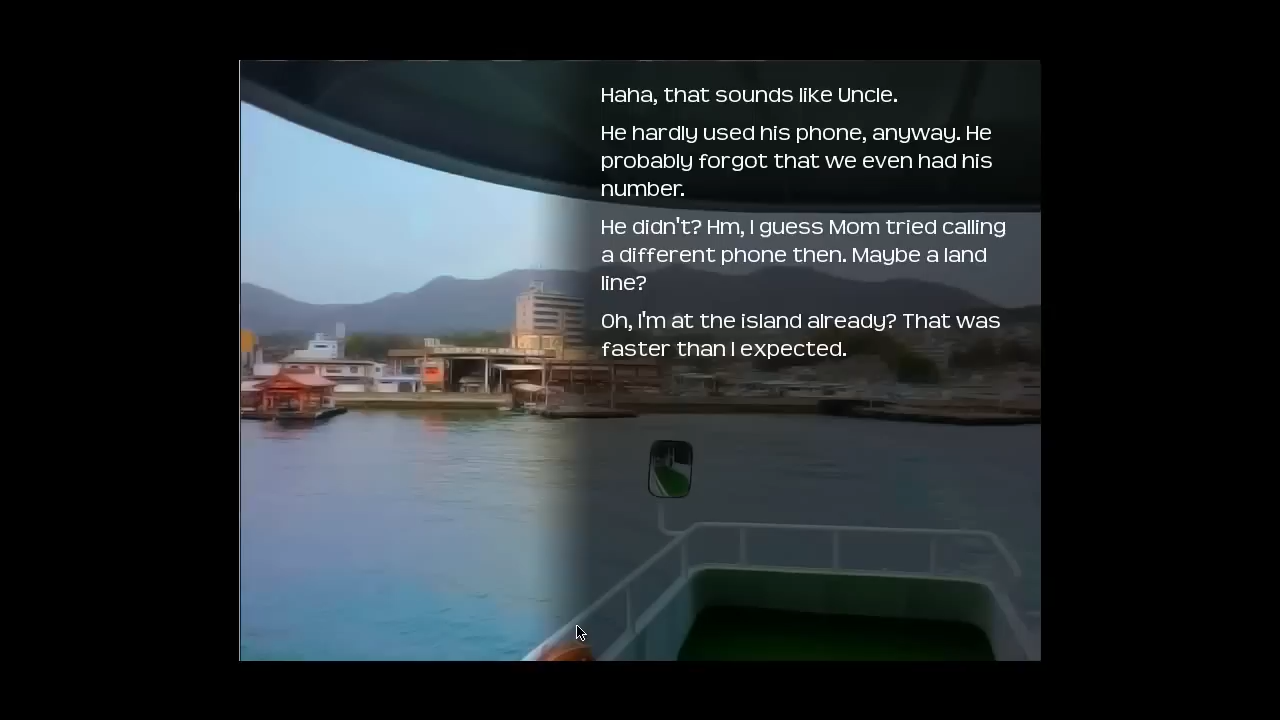 Haha, that sounds like Uncle.
He hardly used his phone, anyway. He
probably forgot that we even had his
number.
He didn't? Hm, I guess Mom tried calling
a different phone then. Maybe a land
line?
Oh, I'm at the island already? That was
faster than I expected.